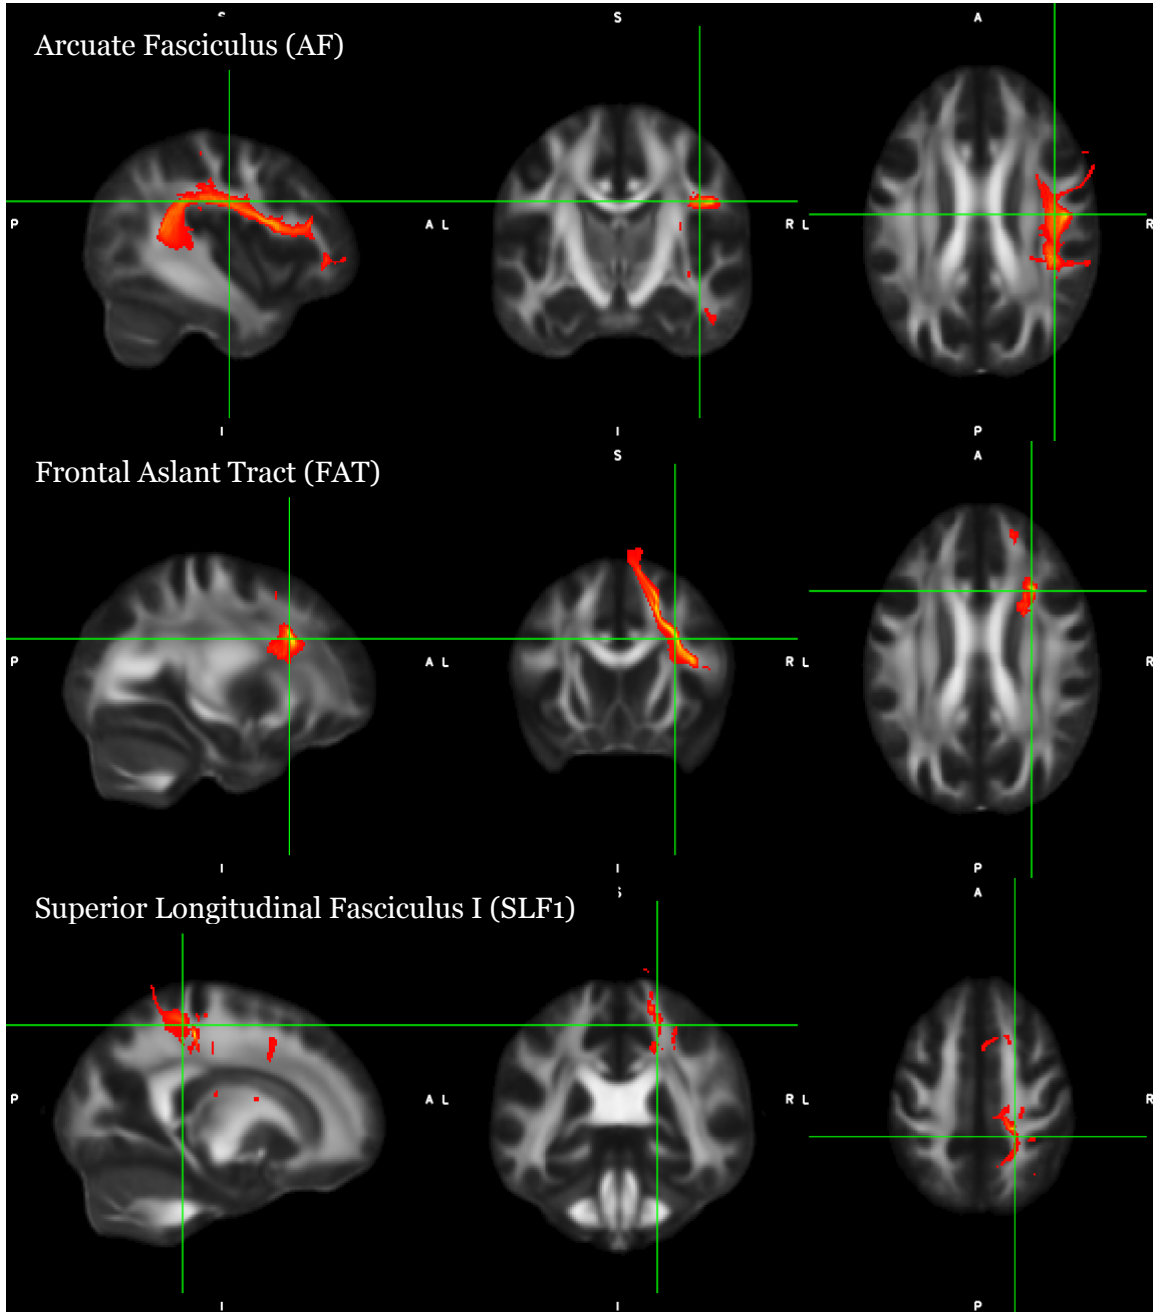 S S A
Arcuate Fasciculus (AF)
P A L R L R
I I P
S A
Frontal Aslant Tract (FAT)
P A L R L R
I I P
S A
Superior Longitudinal Fasciculus I (SLF1)
P A L R L R
I I P